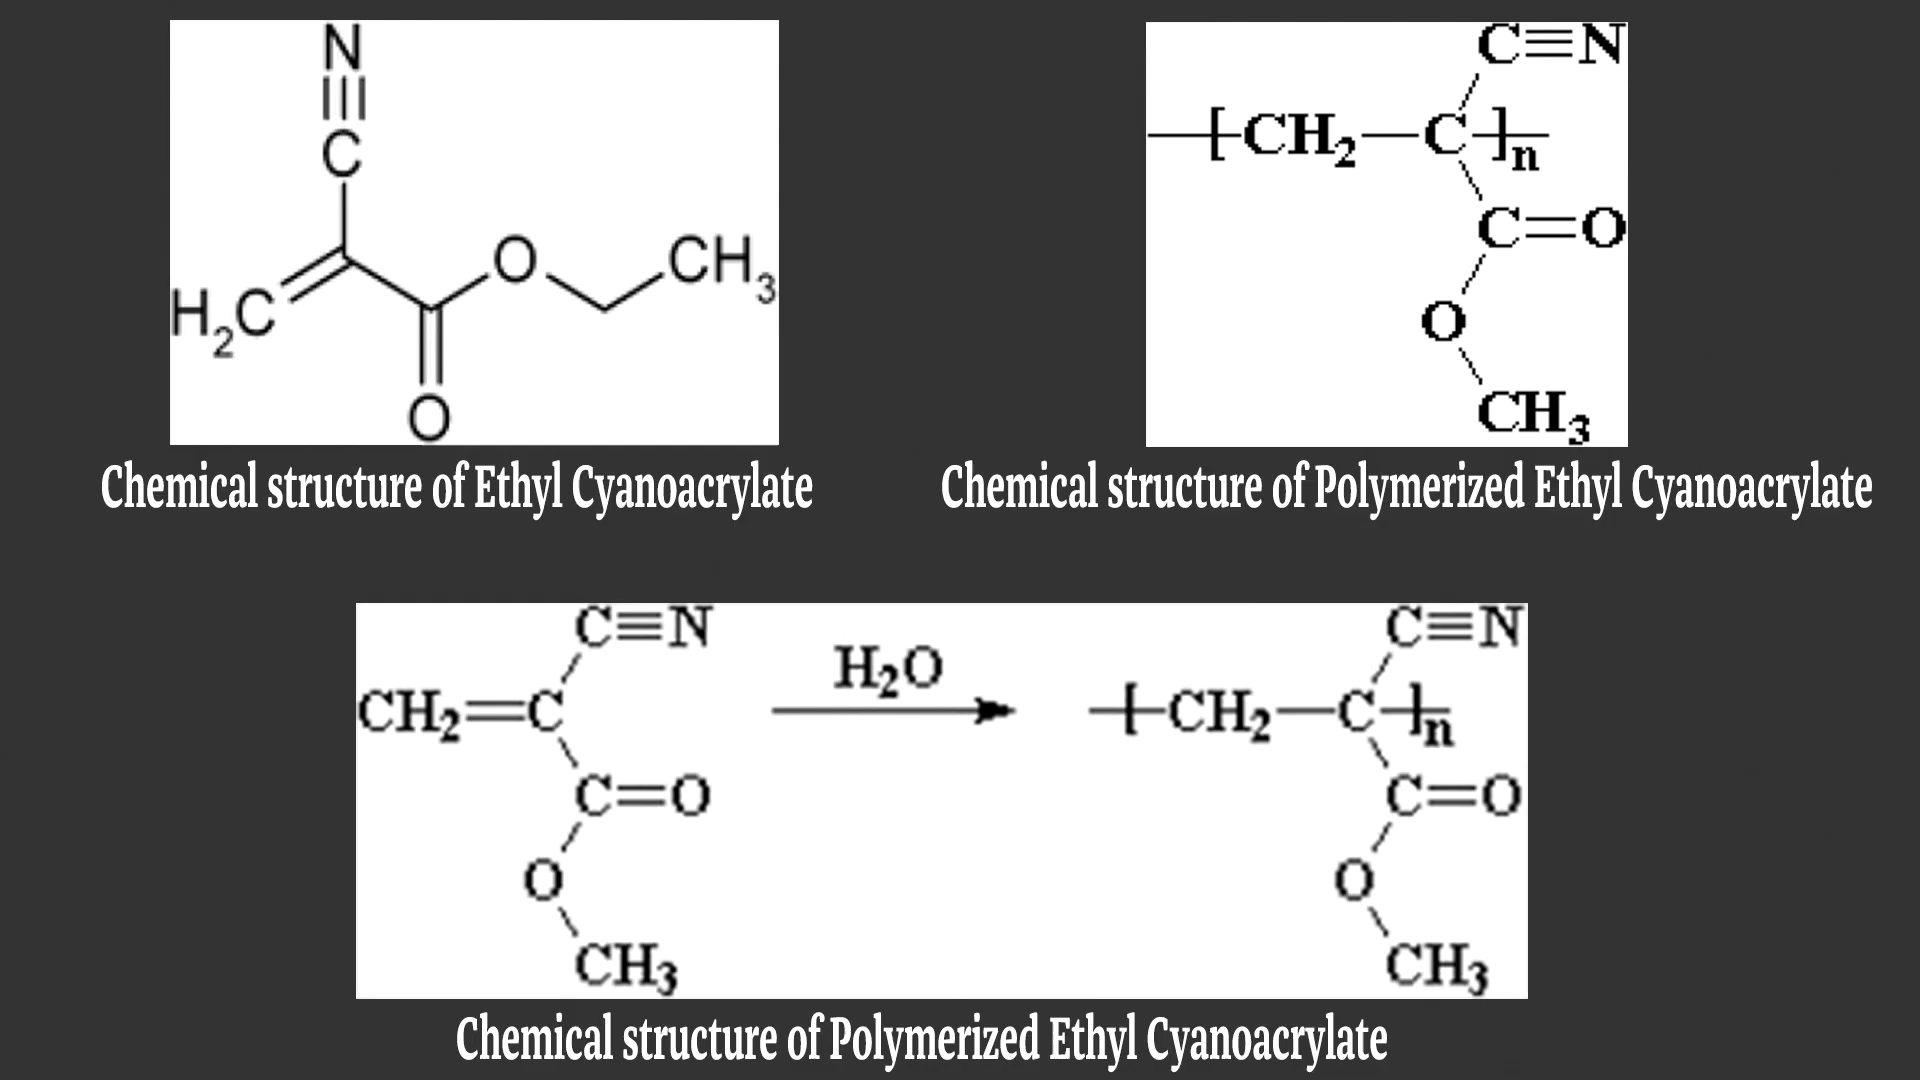 N
C
O
CH3
H2C
O
Chemical structure of Ethyl Cyanoacrylate
C≡N
[CH2—C]n
C=O
O
CH3
Chemical structure of Polymerized Ethyl Cyanoacrylate
C≡N
CH2=C
C=O
O
CH3
H2O
C≡N
[CH2—C]n
C=O
O
CH3
Chemical structure of Polymerized Ethyl Cyanoacrylate